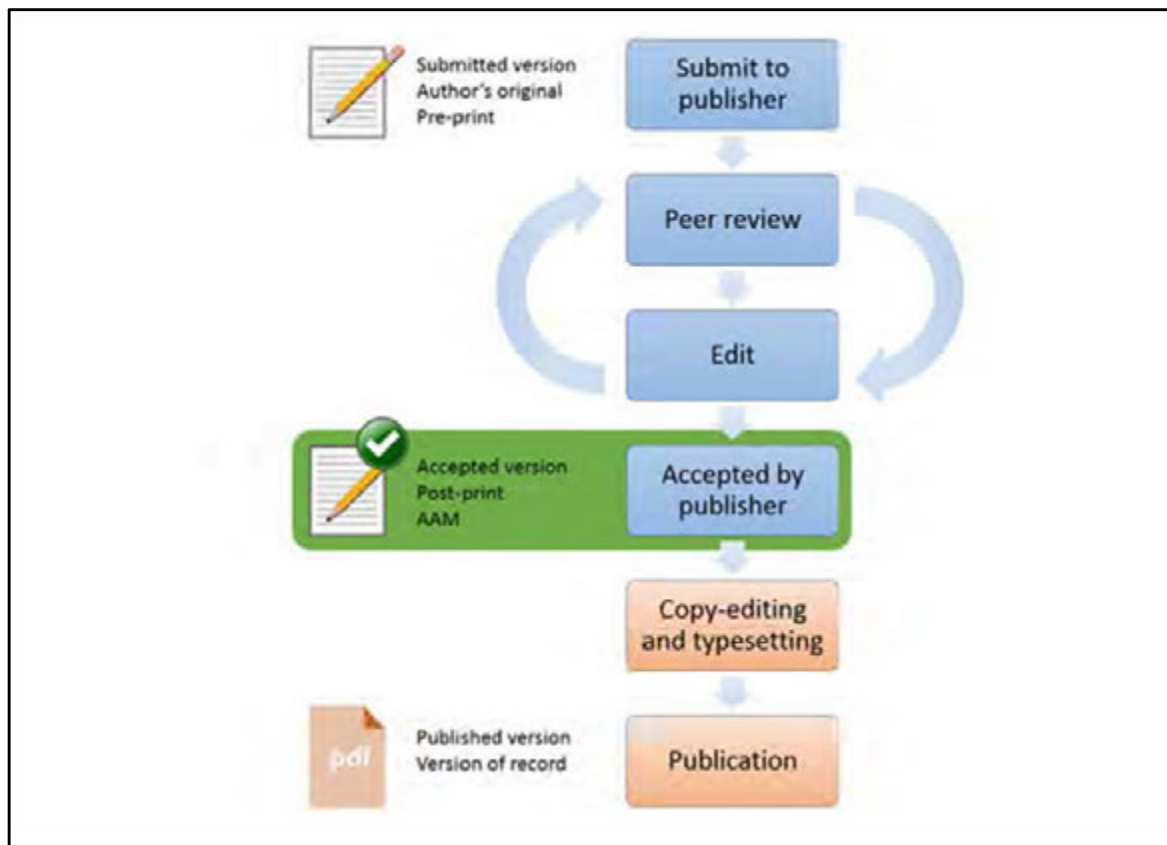 Submitted version
Author's original
Pre-print
Submit to
publisher
Peer review
Edit
Accepted version
Post-print
AAM
Accepted by
publisher
Copy-editing
and typesetting
pdf
Published version
Version of record
Publication